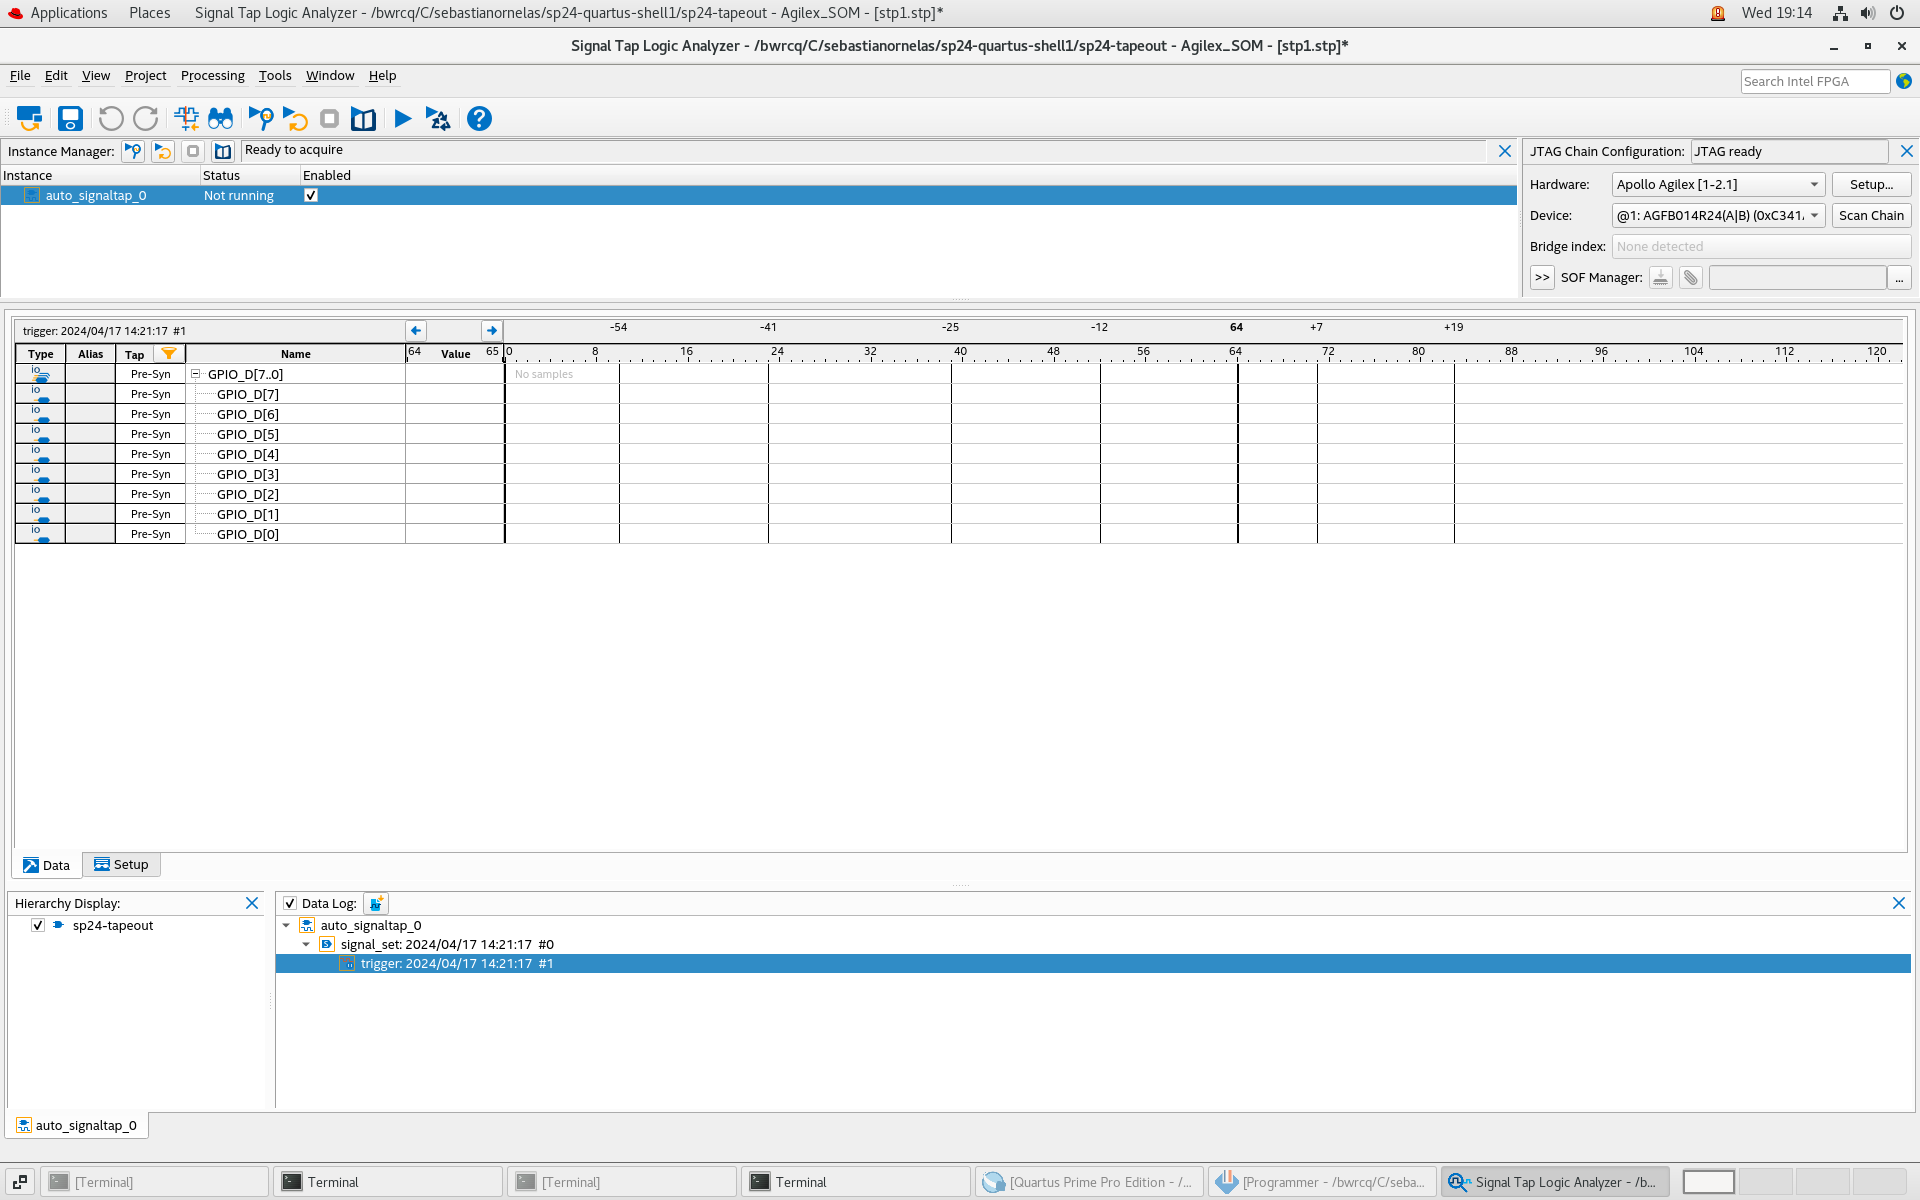 Applications Places Signal Tap Logic Analyzer - /bwrcq/C/sebastianornelas/sp24-quartus-shell1/sp24-tapeout - Agilex_SOM - [stp1.stp]* Wed 19:14
Signal Tap Logic Analyzer - /bwrcq/C/sebastianornelas/sp24-quartus-shell1/sp24-tapeout - Agilex_SOM - [stp1.stp]*
File Edit View Project Processing Tools Window Help
Search Intel FPGA
Instance Manager: Ready to acquire
Instance Status Enabled
auto_signaltap_0 Not running
JTAG Chain Configuration: JTAG ready
Hardware: Apollo Agilex [1-2.1] Setup...
Device: @1: AGFB014R24(A|B) (0xC341, Scan Chain
Bridge index: None detected
>> SOF Manager: ...
trigger: 2024/04/17 14:21:17 #1 -54 -41 -25 -12 64 +7 +19
Type Alias Tap Name 64 Value 65 0 8 16 24 32 40 48 56 64 72 80 88 96 104 112 120
io Pre-Syn GPIO_D[7..0] No samples
io Pre-Syn GPIO_D[7]
io Pre-Syn GPIO_D[6]
io Pre-Syn GPIO_D[5]
io Pre-Syn GPIO_D[4]
io Pre-Syn GPIO_D[3]
io Pre-Syn GPIO_D[2]
io Pre-Syn GPIO_D[1]
io Pre-Syn GPIO_D[0]
Data Setup
Hierarchy Display:
sp24-tapeout
Data Log:
auto_signaltap_0
signal_set: 2024/04/17 14:21:17 #0
trigger: 2024/04/17 14:21:17 #1
auto_signaltap_0
[Terminal] Terminal [Terminal] Terminal [Quartus Prime Pro Edition - /... [Programmer - /bwrcq/C/seba... Signal Tap Logic Analyzer - /b...